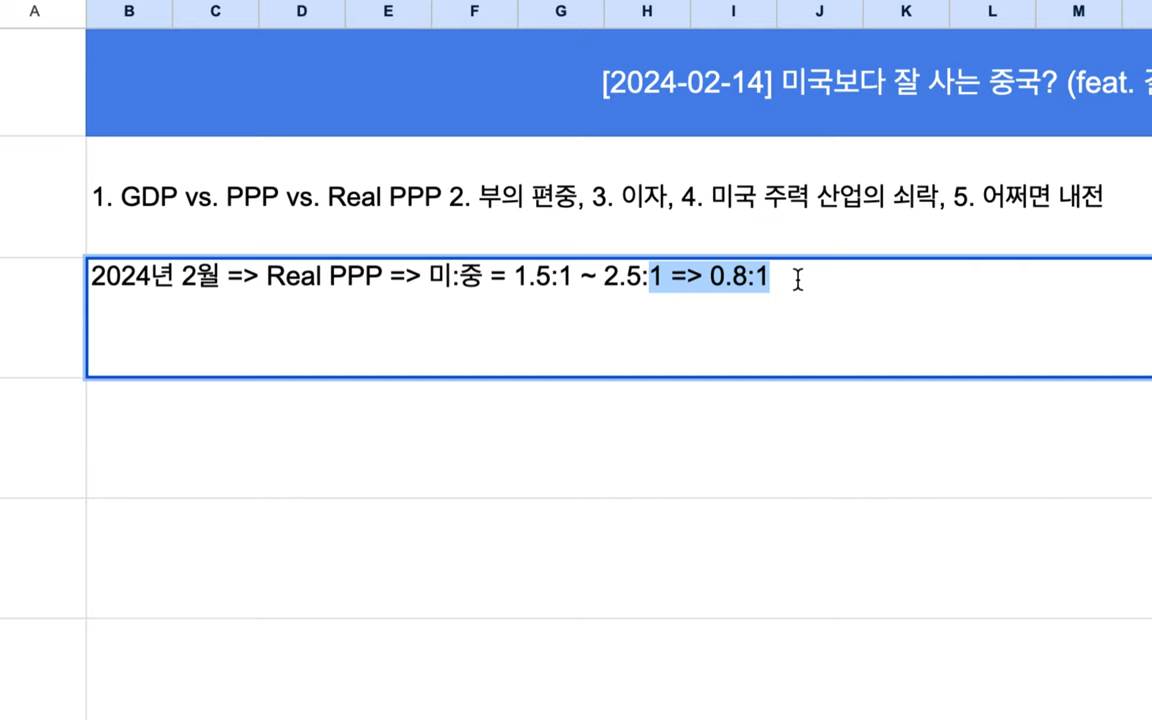 A B C D E F G H I J K L M
[2024-02-14] 미국보다 잘 사는 중국? (feat.
1. GDP vs. PPP vs. Real PPP 2. 부의 편중, 3. 이자, 4. 미국 주력 산업의 쇠락, 5. 어쩌면 내전
2024년 2월 => Real PPP => 미:중 = 1.5:1 ~ 2.5:1 => 0.8:1